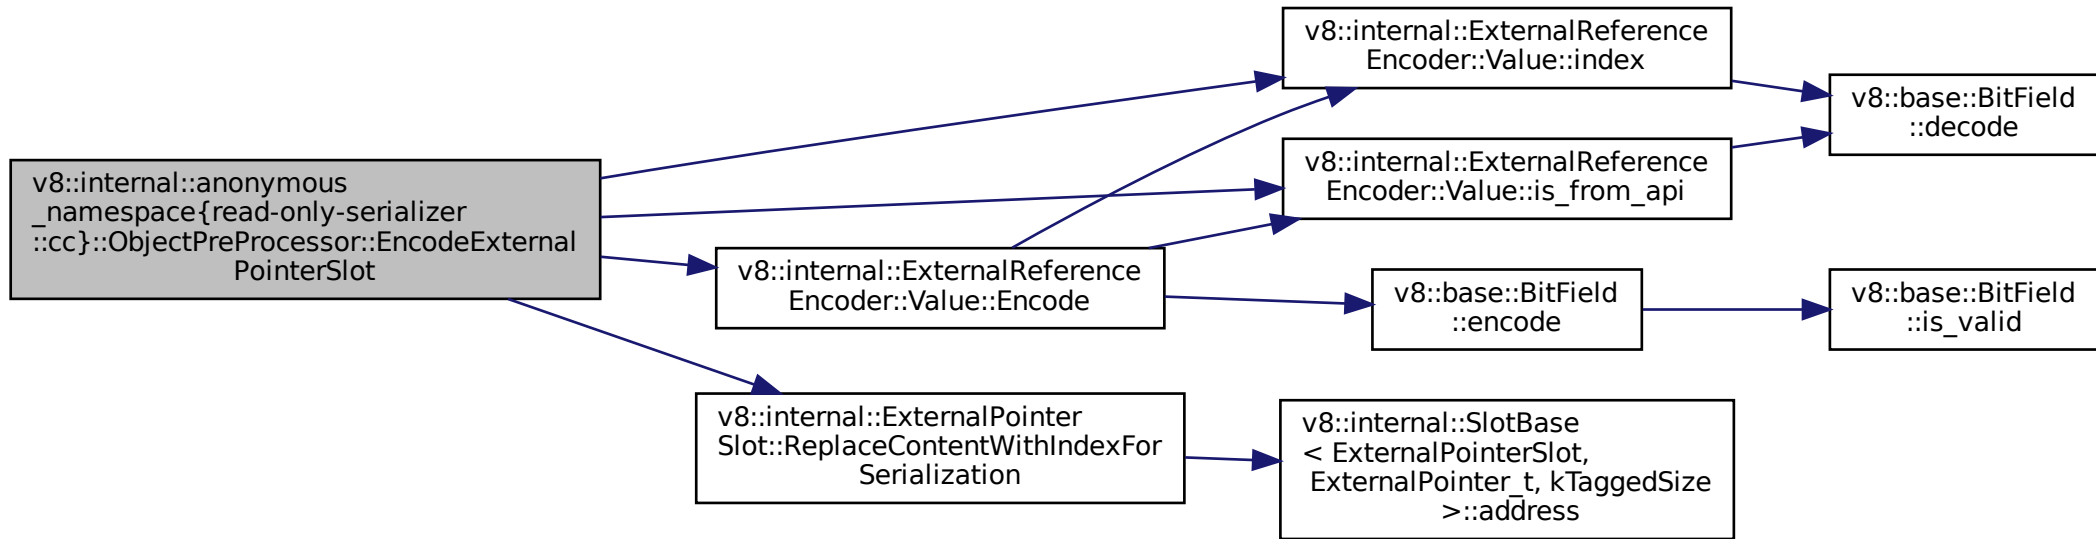 v8::internal::anonymous
_namespace{read-only-serializer
::cc}::ObjectPreProcessor::EncodeExternal
PointerSlot
v8::internal::ExternalReference
Encoder::Value::index
v8::base::BitField
::decode
v8::internal::ExternalReference
Encoder::Value::is_from_api
v8::internal::ExternalReference
Encoder::Value::Encode
v8::base::BitField
::encode
v8::base::BitField
::is_valid
v8::internal::ExternalPointer
Slot::ReplaceContentWithIndexFor
Serialization
v8::internal::SlotBase
< ExternalPointerSlot,
ExternalPointer_t, kTaggedSize
>::address